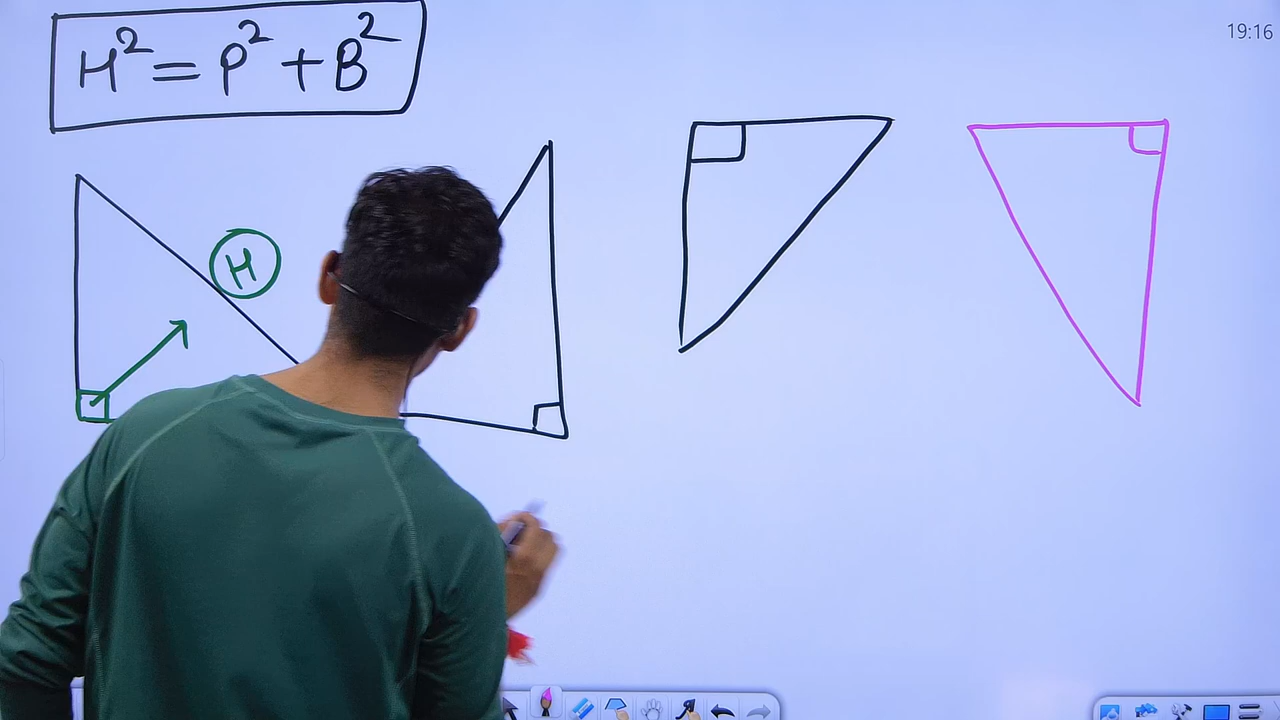 H² = P² + B²
19:16
H